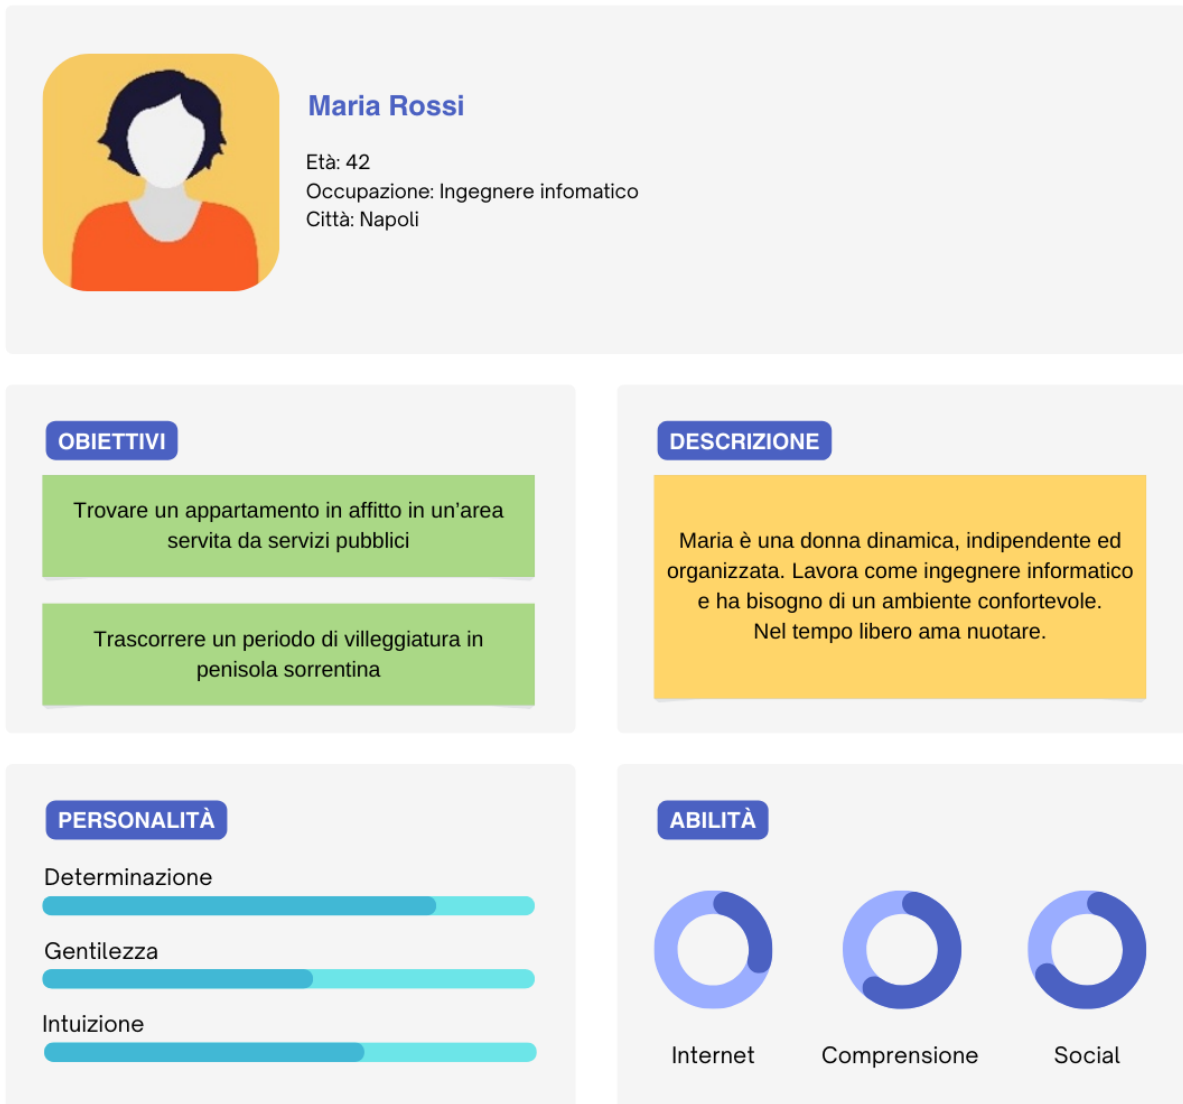 Maria Rossi
Età: 42
Occupazione: Ingegnere infomatico
Città: Napoli
OBIETTIVI
Trovare un appartamento in affitto in un’area
servita da servizi pubblici
Trascorrere un periodo di villeggiatura in
penisola sorrentina
DESCRIZIONE
Maria è una donna dinamica, indipendente ed
organizzata. Lavora come ingegnere informatico
e ha bisogno di un ambiente confortevole.
Nel tempo libero ama nuotare.
PERSONALITÀ
Determinazione
Gentilezza
Intuizione
ABILITÀ
Internet
Comprensione
Social